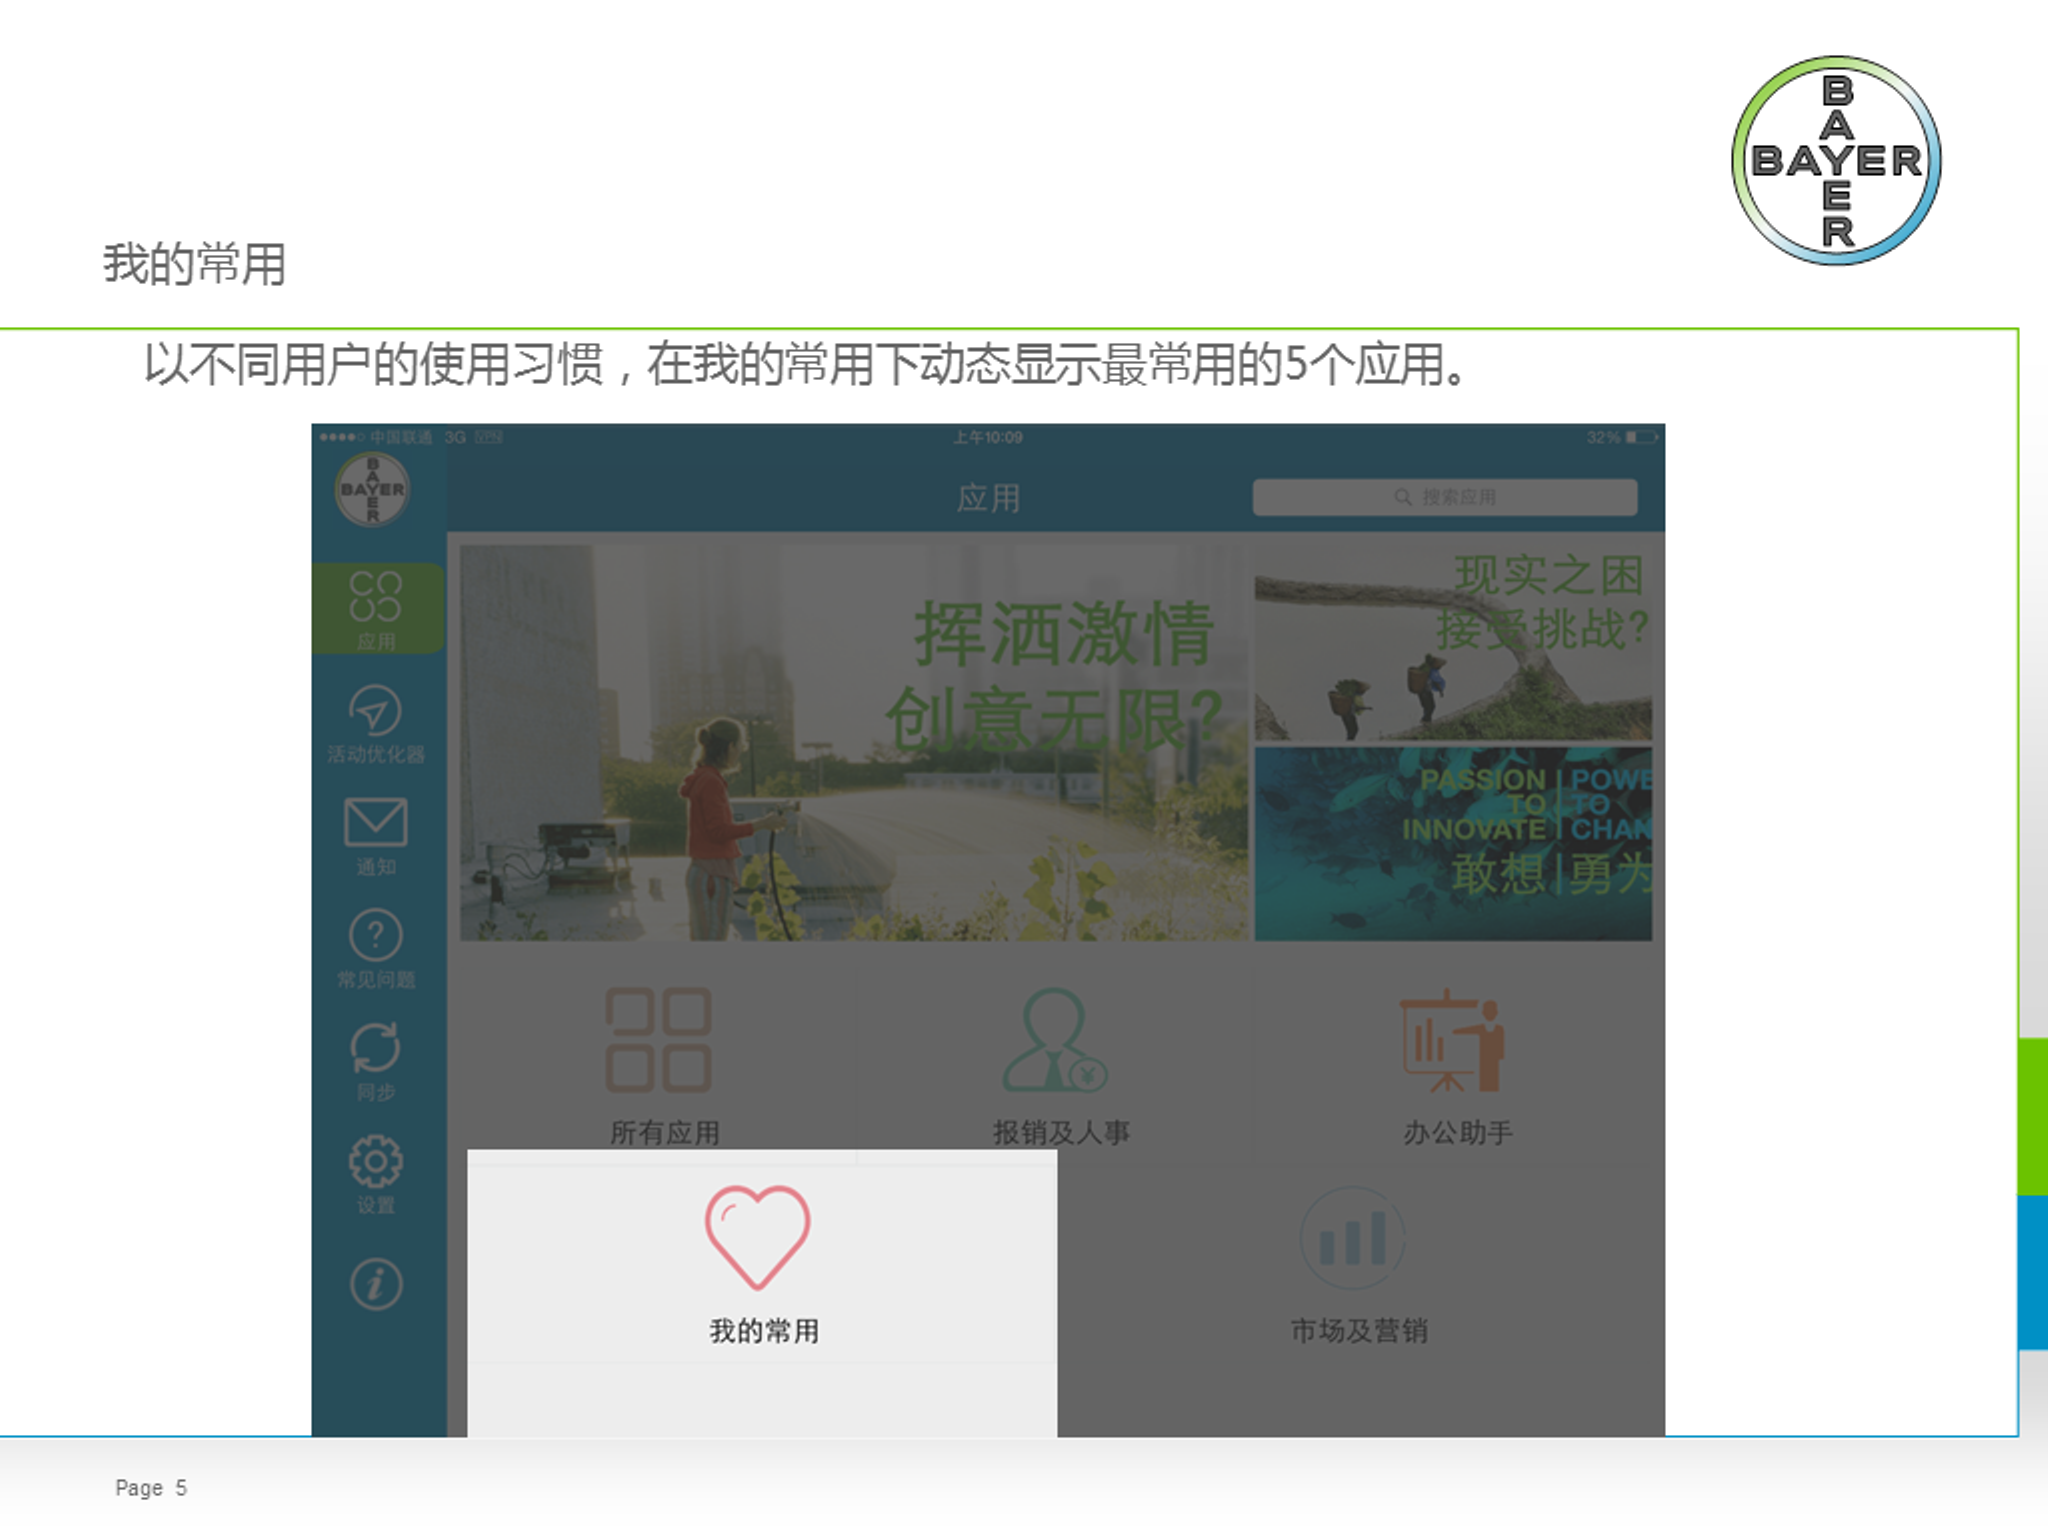 BAYER
BAYER
我的常用
以不同用户的使用习惯，在我的常用下动态显示最常用的5个应用。
中国联通 3G VPN 上午10:09 32%
BAYER
BAYER
应用
搜索应用
应用
活动优化器
通知
常见问题
同步
设置
挥洒激情
创意无限?
现实之困
接受挑战?
PASSION | POWE
TO | TO
INNOVATE | CHAN
敢想|勇为
所有应用
报销及人事
办公助手
我的常用
市场及营销
Page 5